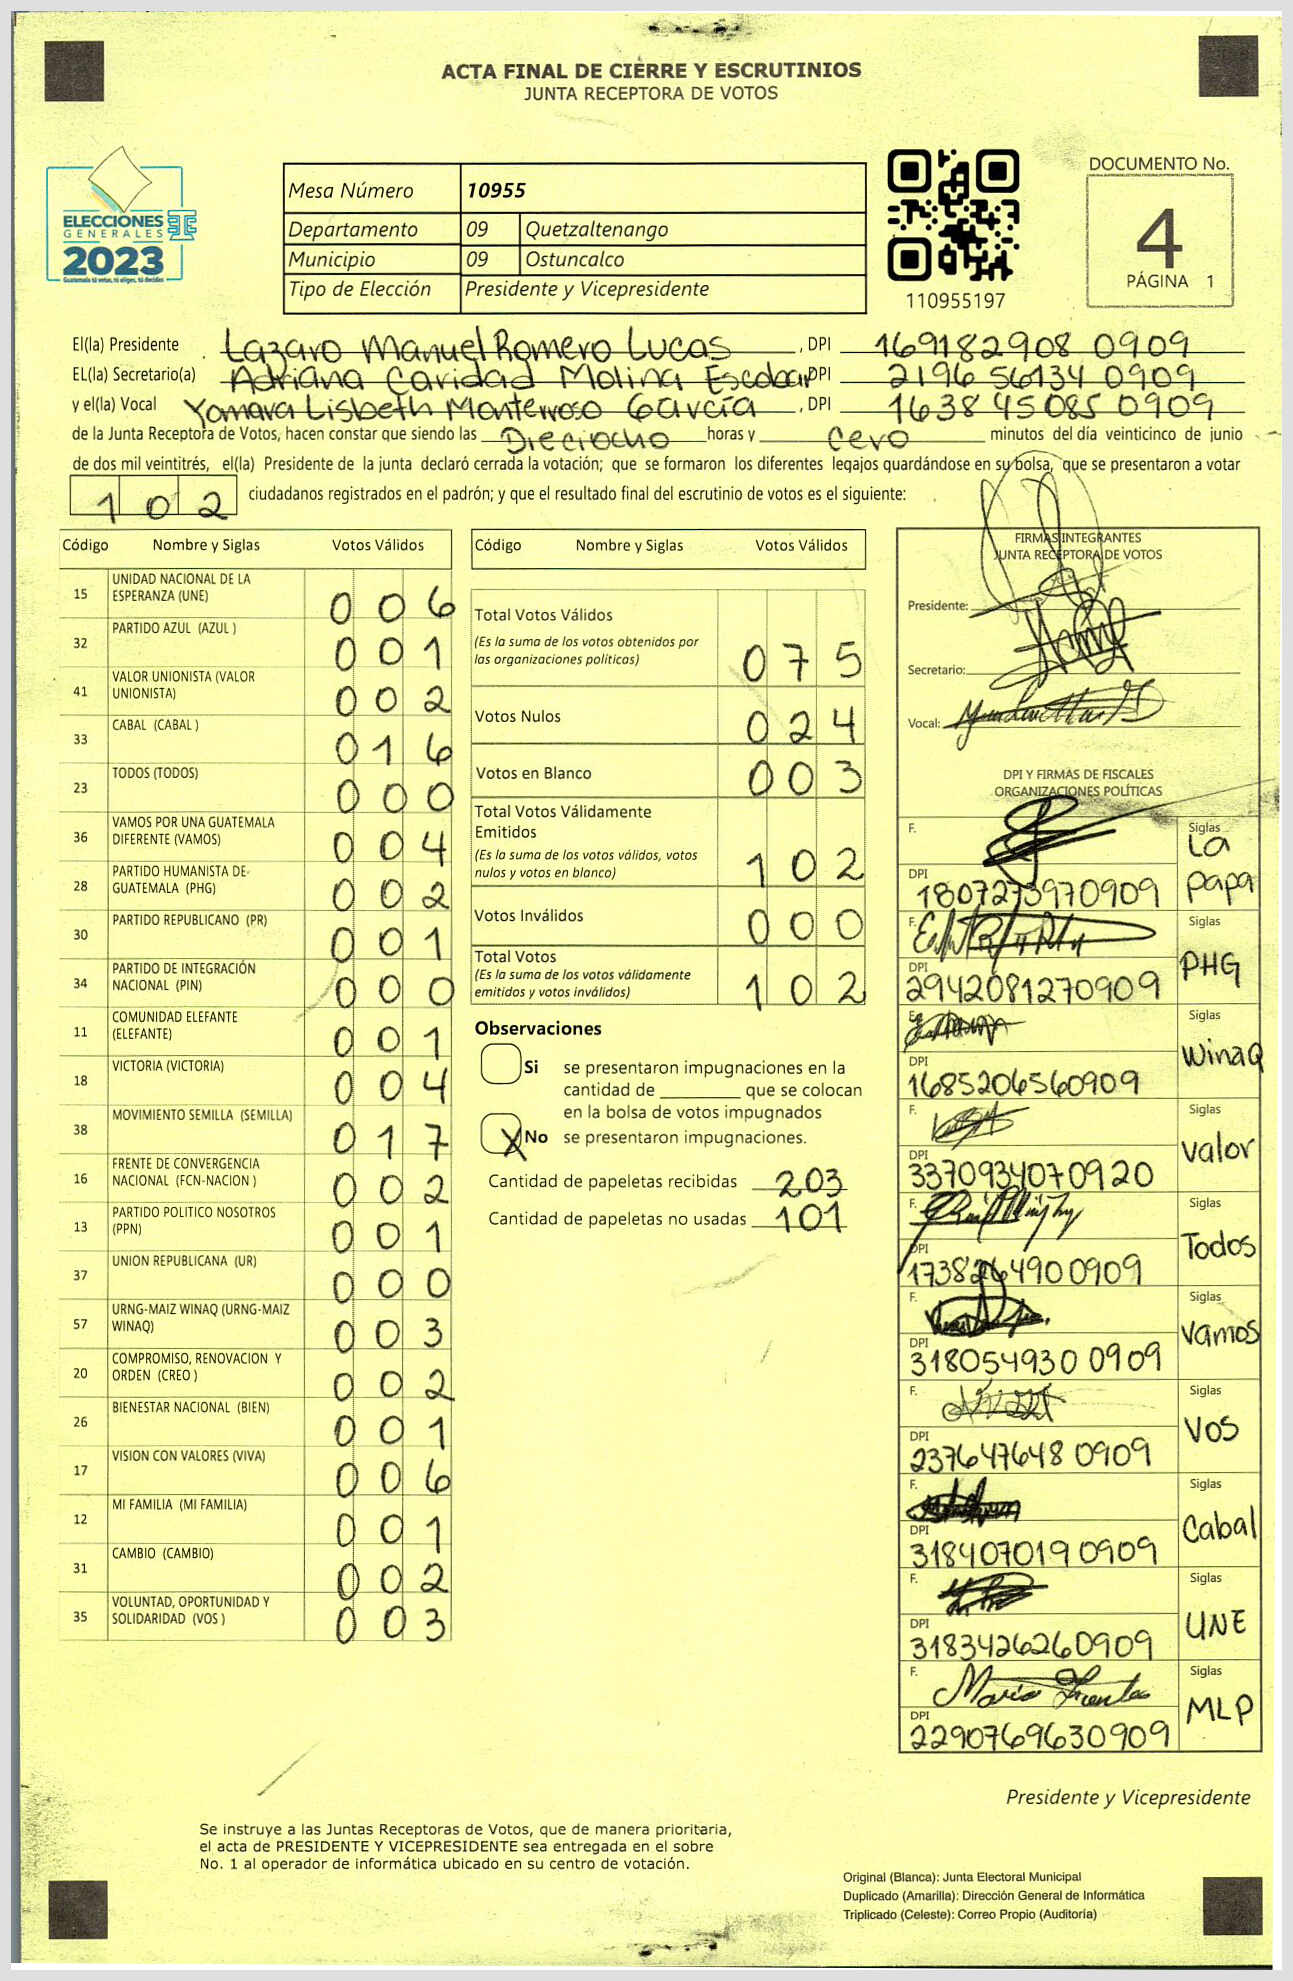 ACTA FINAL DE CIERRE Y ESCRUTINIOS
JUNTA RECEPTORA DE VOTOS
ELECCIONES
GENERALES
2023
Guatemala tú votas, tú eliges, tú decides
Mesa Número 10955
Departamento 09 Quetzaltenango
Municipio 09 Ostuncalco
Tipo de Elección Presidente y Vicepresidente
110955197
DOCUMENTO No.
4
PÁGINA 1
El(la) Presidente Lazaro Manuel Romero Lucas , DPI 169182908 0909
EL(la) Secretario(a) Adriana Caridad Molina Escobar DPI 2196 56134 0909
y el(la) Vocal Yomara Lisbeth Monterroso García , DPI 1638 45085 0909
de la Junta Receptora de Votos, hacen constar que siendo las Dieciocho horas y Cero minutos del día veinticinco de junio
de dos mil veintitrés, el(la) Presidente de la junta declaró cerrada la votación; que se formaron los diferentes legajos guardándose en su bolsa, que se presentaron a votar
102 ciudadanos registrados en el padrón; y que el resultado final del escrutinio de votos es el siguiente:
Código Nombre y Siglas Votos Válidos
15 UNIDAD NACIONAL DE LA ESPERANZA (UNE) 006
32 PARTIDO AZUL (AZUL ) 001
41 VALOR UNIONISTA (VALOR UNIONISTA) 002
33 CABAL (CABAL ) 016
23 TODOS (TODOS) 000
36 VAMOS POR UNA GUATEMALA DIFERENTE (VAMOS) 004
28 PARTIDO HUMANISTA DE GUATEMALA (PHG) 002
30 PARTIDO REPUBLICANO (PR) 001
34 PARTIDO DE INTEGRACIÓN NACIONAL (PIN) 000
11 COMUNIDAD ELEFANTE (ELEFANTE) 001
18 VICTORIA (VICTORIA) 004
38 MOVIMIENTO SEMILLA (SEMILLA) 017
16 FRENTE DE CONVERGENCIA NACIONAL (FCN-NACION ) 002
13 PARTIDO POLITICO NOSOTROS (PPN) 001
37 UNION REPUBLICANA (UR) 000
57 URNG-MAIZ WINAQ (URNG-MAIZ WINAQ) 003
20 COMPROMISO, RENOVACION Y ORDEN (CREO ) 002
26 BIENESTAR NACIONAL (BIEN) 001
17 VISION CON VALORES (VIVA) 006
12 MI FAMILIA (MI FAMILIA) 001
31 CAMBIO (CAMBIO) 002
35 VOLUNTAD, OPORTUNIDAD Y SOLIDARIDAD (VOS ) 003
Código Nombre y Siglas Votos Válidos
Total Votos Válidos
(Es la suma de los votos obtenidos por
las organizaciones políticas) 075
Votos Nulos 024
Votos en Blanco 003
Total Votos Válidamente
Emitidos
(Es la suma de los votos válidos, votos
nulos y votos en blanco) 102
Votos Inválidos 000
Total Votos
(Es la suma de los votos válidamente
emitidos y votos inválidos) 102
Observaciones
Si se presentaron impugnaciones en la
cantidad de ________ que se colocan
en la bolsa de votos impugnados
X No se presentaron impugnaciones.
Cantidad de papeletas recibidas 203
Cantidad de papeletas no usadas 101
FIRMAS INTEGRANTES
JUNTA RECEPTORA DE VOTOS
Presidente:
Secretario:
Vocal:
DPI Y FIRMAS DE FISCALES
ORGANIZACIONES POLÍTICAS
F. Siglas La Papa
DPI 1807273970909
F. Siglas PHG
DPI 2942081270909
F. Siglas WinaQ
DPI 1685206560909
F. Siglas Valor
DPI 3370934070920
F. Siglas Todos
DPI 1738264900909
F. Siglas Vamos
DPI 318054930 0909
F. Siglas VOS
DPI 237647648 0909
F. Siglas Cabal
DPI 318407019 0909
F. Siglas UNE
DPI 3183426260909
F. Mario Fuentes Siglas MLP
DPI 2290769630909
Presidente y Vicepresidente
Se instruye a las Juntas Receptoras de Votos, que de manera prioritaria,
el acta de PRESIDENTE Y VICEPRESIDENTE sea entregada en el sobre
No. 1 al operador de informática ubicado en su centro de votación.
Original (Blanca): Junta Electoral Municipal
Duplicado (Amarilla): Dirección General de Informática
Triplicado (Celeste): Correo Propio (Auditoría)